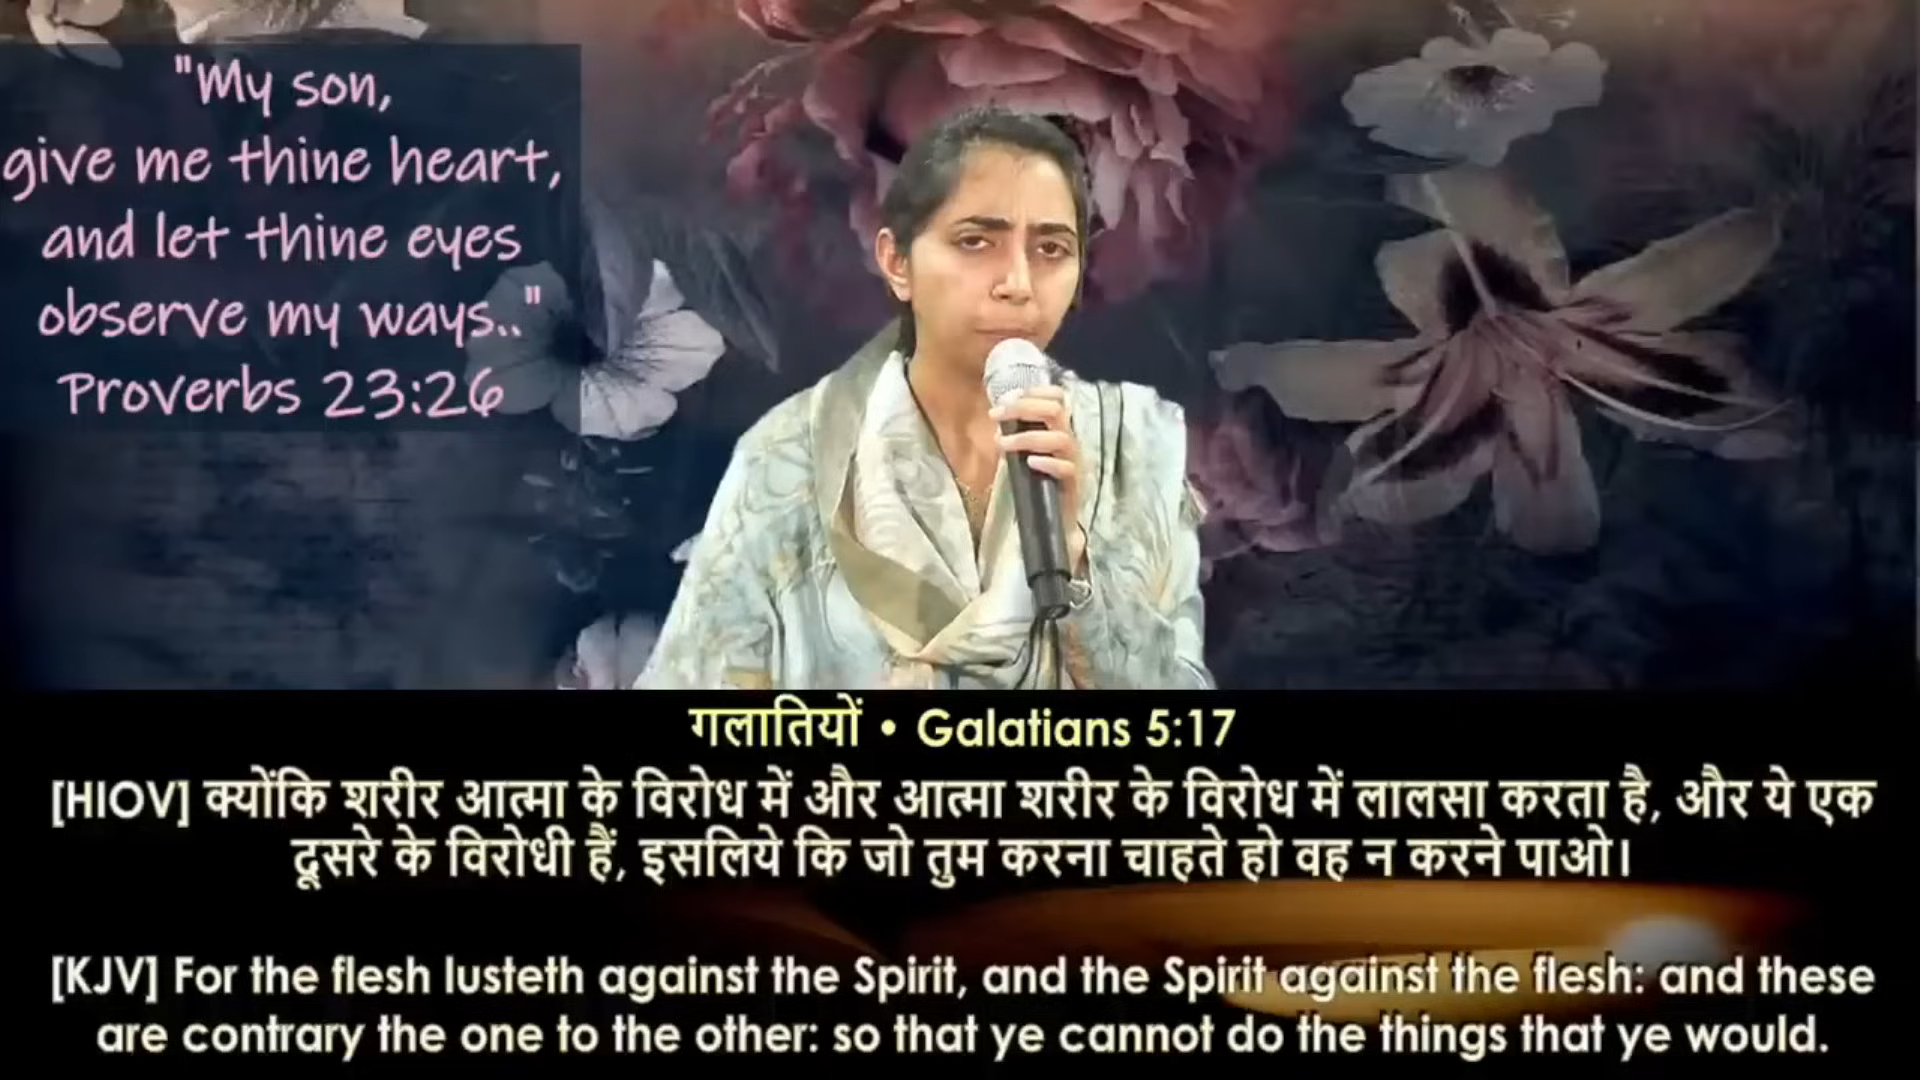 "My son,
give me thine heart,
and let thine eyes
observe my ways.."
Proverbs 23:26
गलातियों • Galatians 5:17
[HIOV] क्योंकि शरीर आत्मा के विरोध में और आत्मा शरीर के विरोध में लालसा करता है, और ये एक
दूसरे के विरोधी हैं, इसलिये कि जो तुम करना चाहते हो वह न करने पाओ।
[KJV] For the flesh lusteth against the Spirit, and the Spirit against the flesh: and these
are contrary the one to the other: so that ye cannot do the things that ye would.